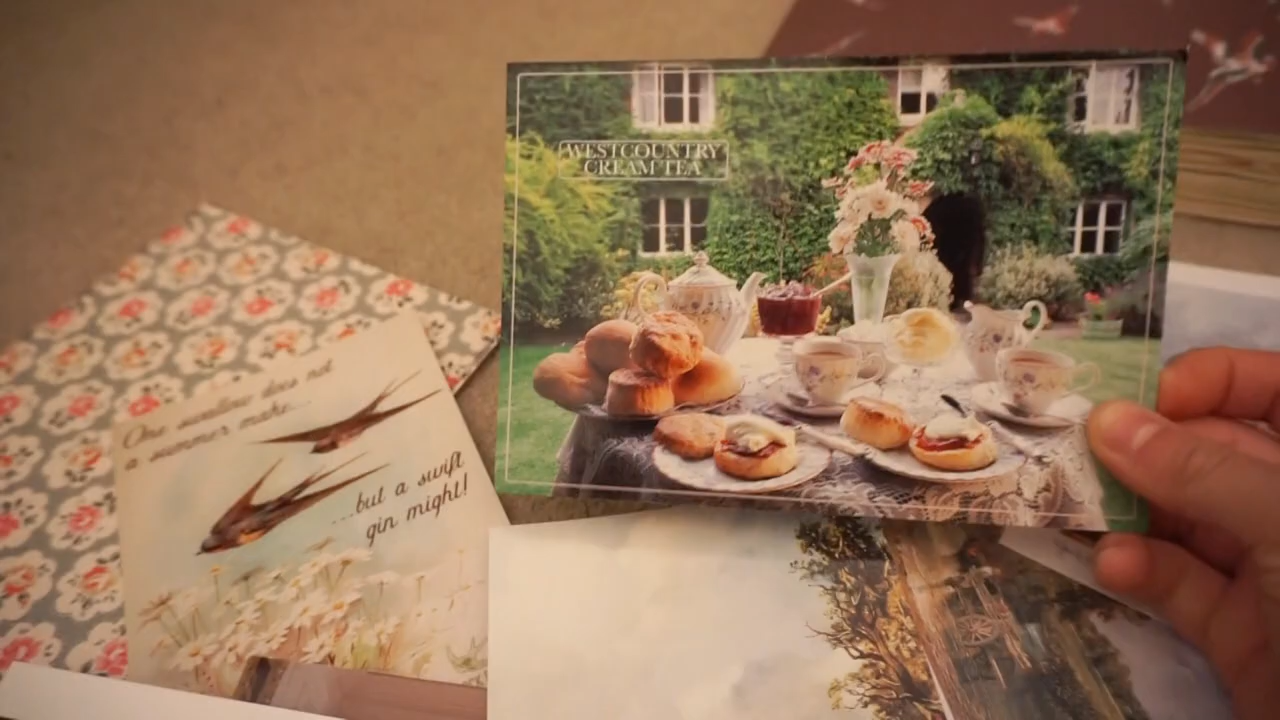 WESTCOUNTRY
CREAM TEA
One swallow does not
a summer make...
...but a swift
gin might!